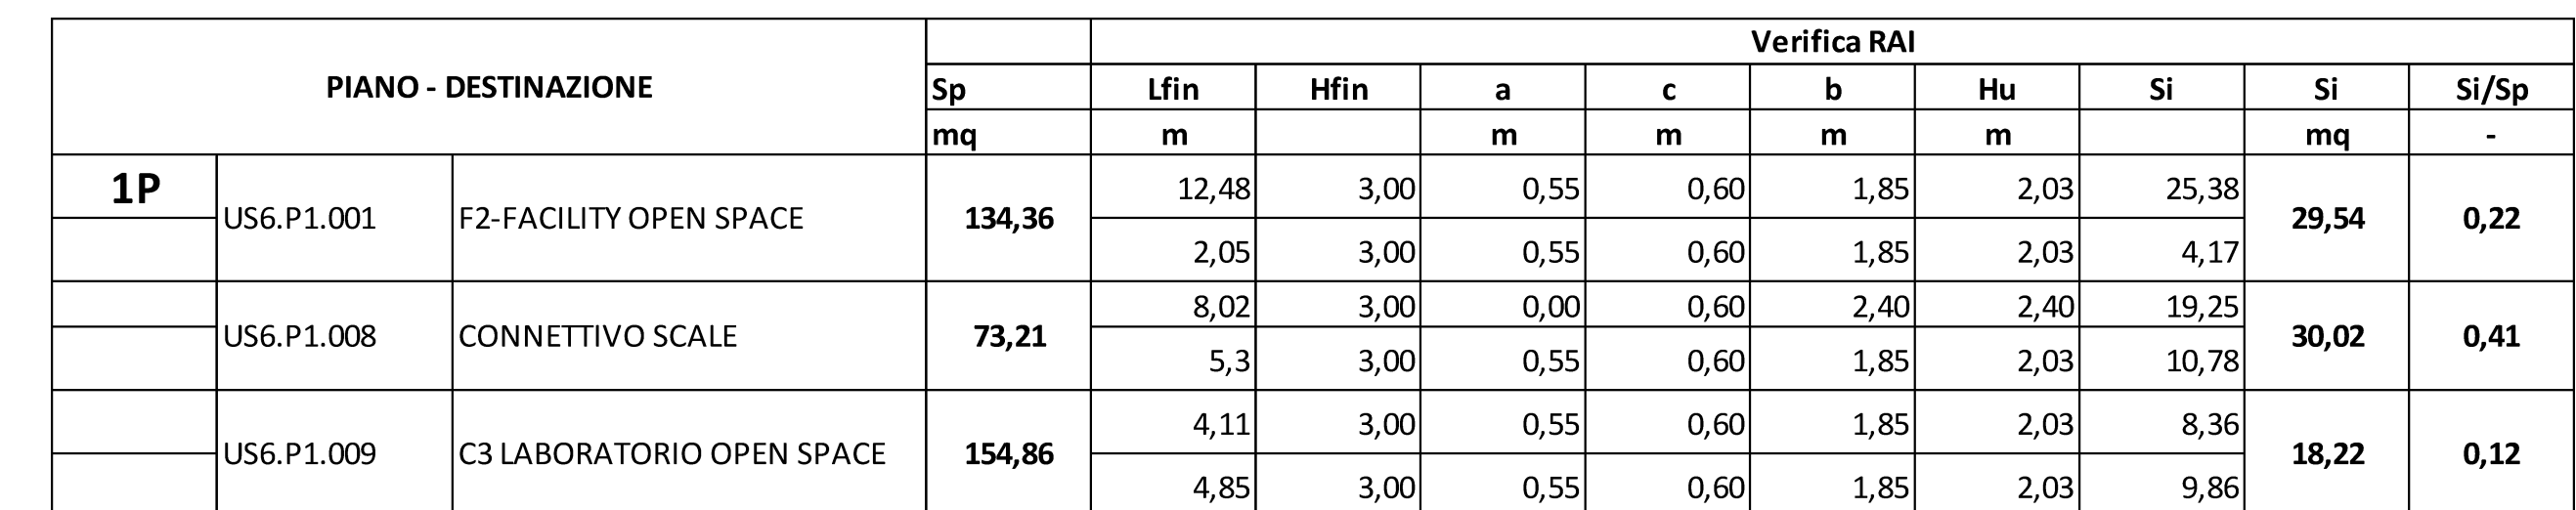 Verifica RAI
PIANO - DESTINAZIONE Sp Lfin Hfin a c b Hu Si Si Si/Sp
mq m m m m m mq -
1P US6.P1.001 F2-FACILITY OPEN SPACE 134,36 12,48 3,00 0,55 0,60 1,85 2,03 25,38 29,54 0,22
2,05 3,00 0,55 0,60 1,85 2,03 4,17
US6.P1.008 CONNETTIVO SCALE 73,21 8,02 3,00 0,00 0,60 2,40 2,40 19,25 30,02 0,41
5,3 3,00 0,55 0,60 1,85 2,03 10,78
US6.P1.009 C3 LABORATORIO OPEN SPACE 154,86 4,11 3,00 0,55 0,60 1,85 2,03 8,36 18,22 0,12
4,85 3,00 0,55 0,60 1,85 2,03 9,86